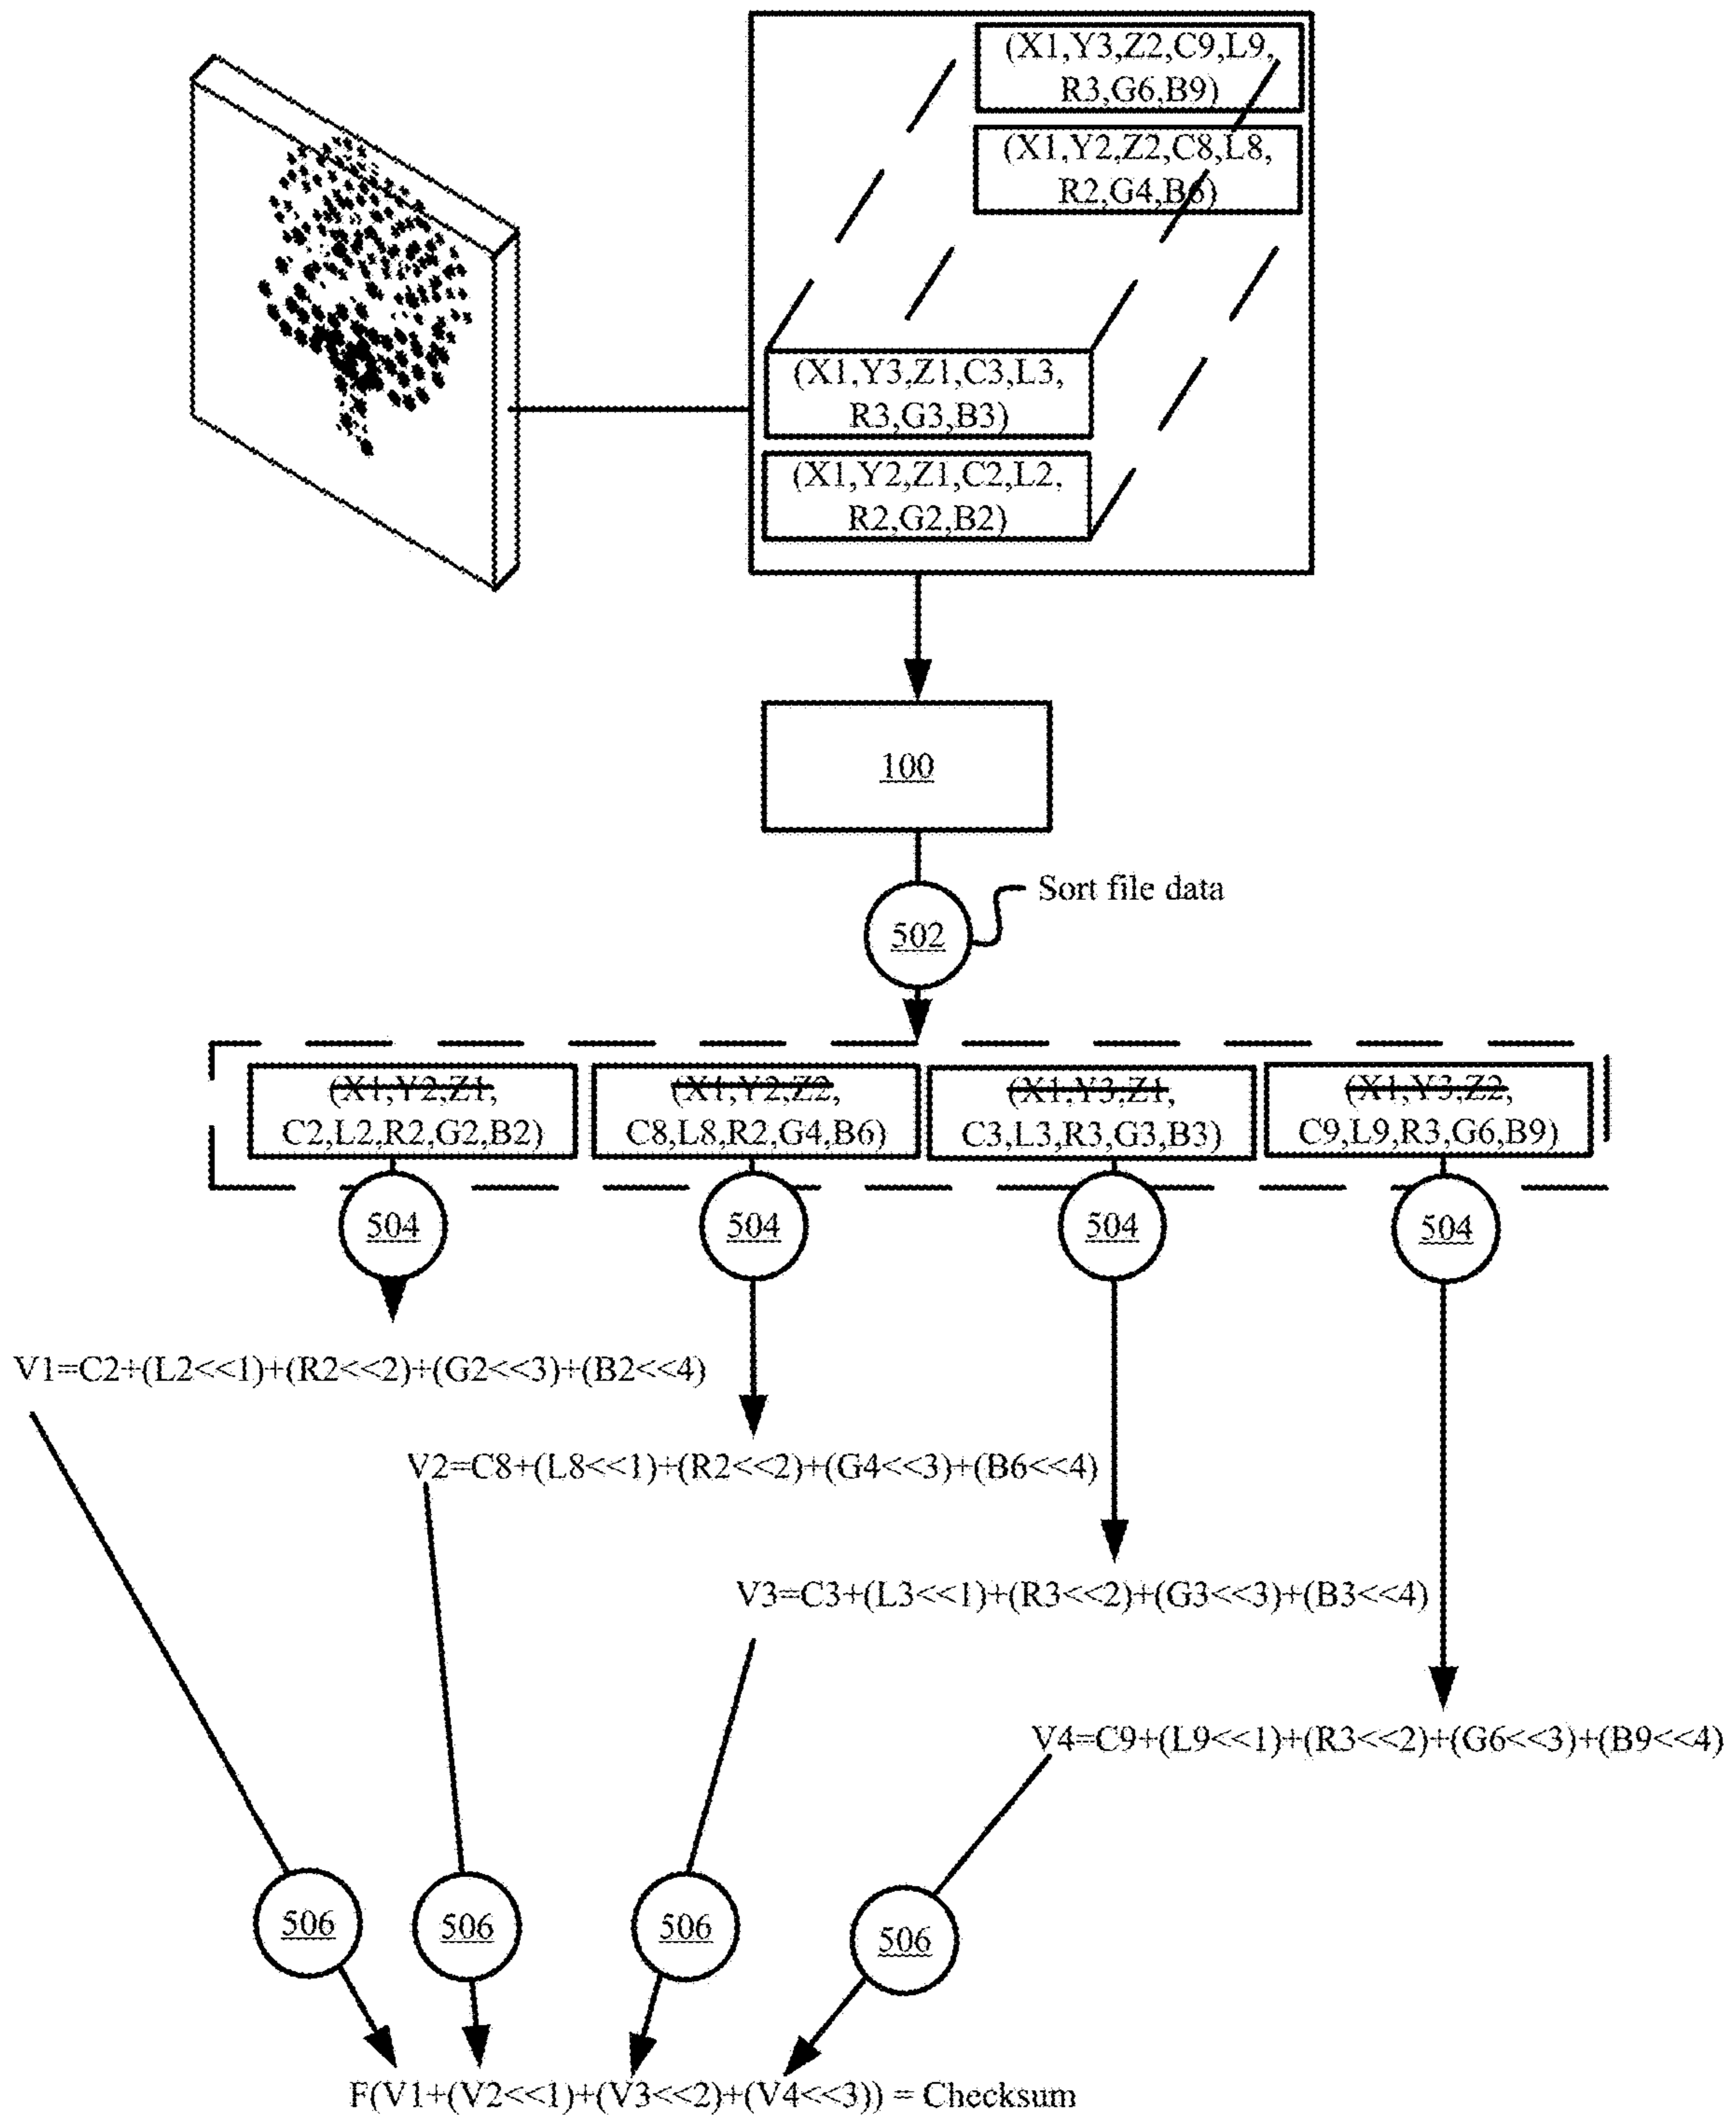 (X1,Y3,Z2,C9,L9,
R3,G6,B9)
(X1,Y2,Z2,C8,L8,
R2,G4,B6)
(X1,Y3,Z1,C3,L3,
R3,G3,B3)
(X1,Y2,Z1,C2,L2,
R2,G2,B2)
100
502
Sort file data
(X1,Y2,Z1,
C2,L2,R2,G2,B2)
(X1,Y2,Z2,
C8,L8,R2,G4,B6)
(X1,Y3,Z1,
C3,L3,R3,G3,B3)
(X1,Y3,Z2,
C9,L9,R3,G6,B9)
504
504
504
504
V1=C2+(L2<<1)+(R2<<2)+(G2<<3)+(B2<<4)
V2=C8+(L8<<1)+(R2<<2)+(G4<<3)+(B6<<4)
V3=C3+(L3<<1)+(R3<<2)+(G3<<3)+(B3<<4)
V4=C9+(L9<<1)+(R3<<2)+(G6<<3)+(B9<<4)
506
506
506
506
F(V1+(V2<<1)+(V3<<2)+(V4<<3)) = Checksum